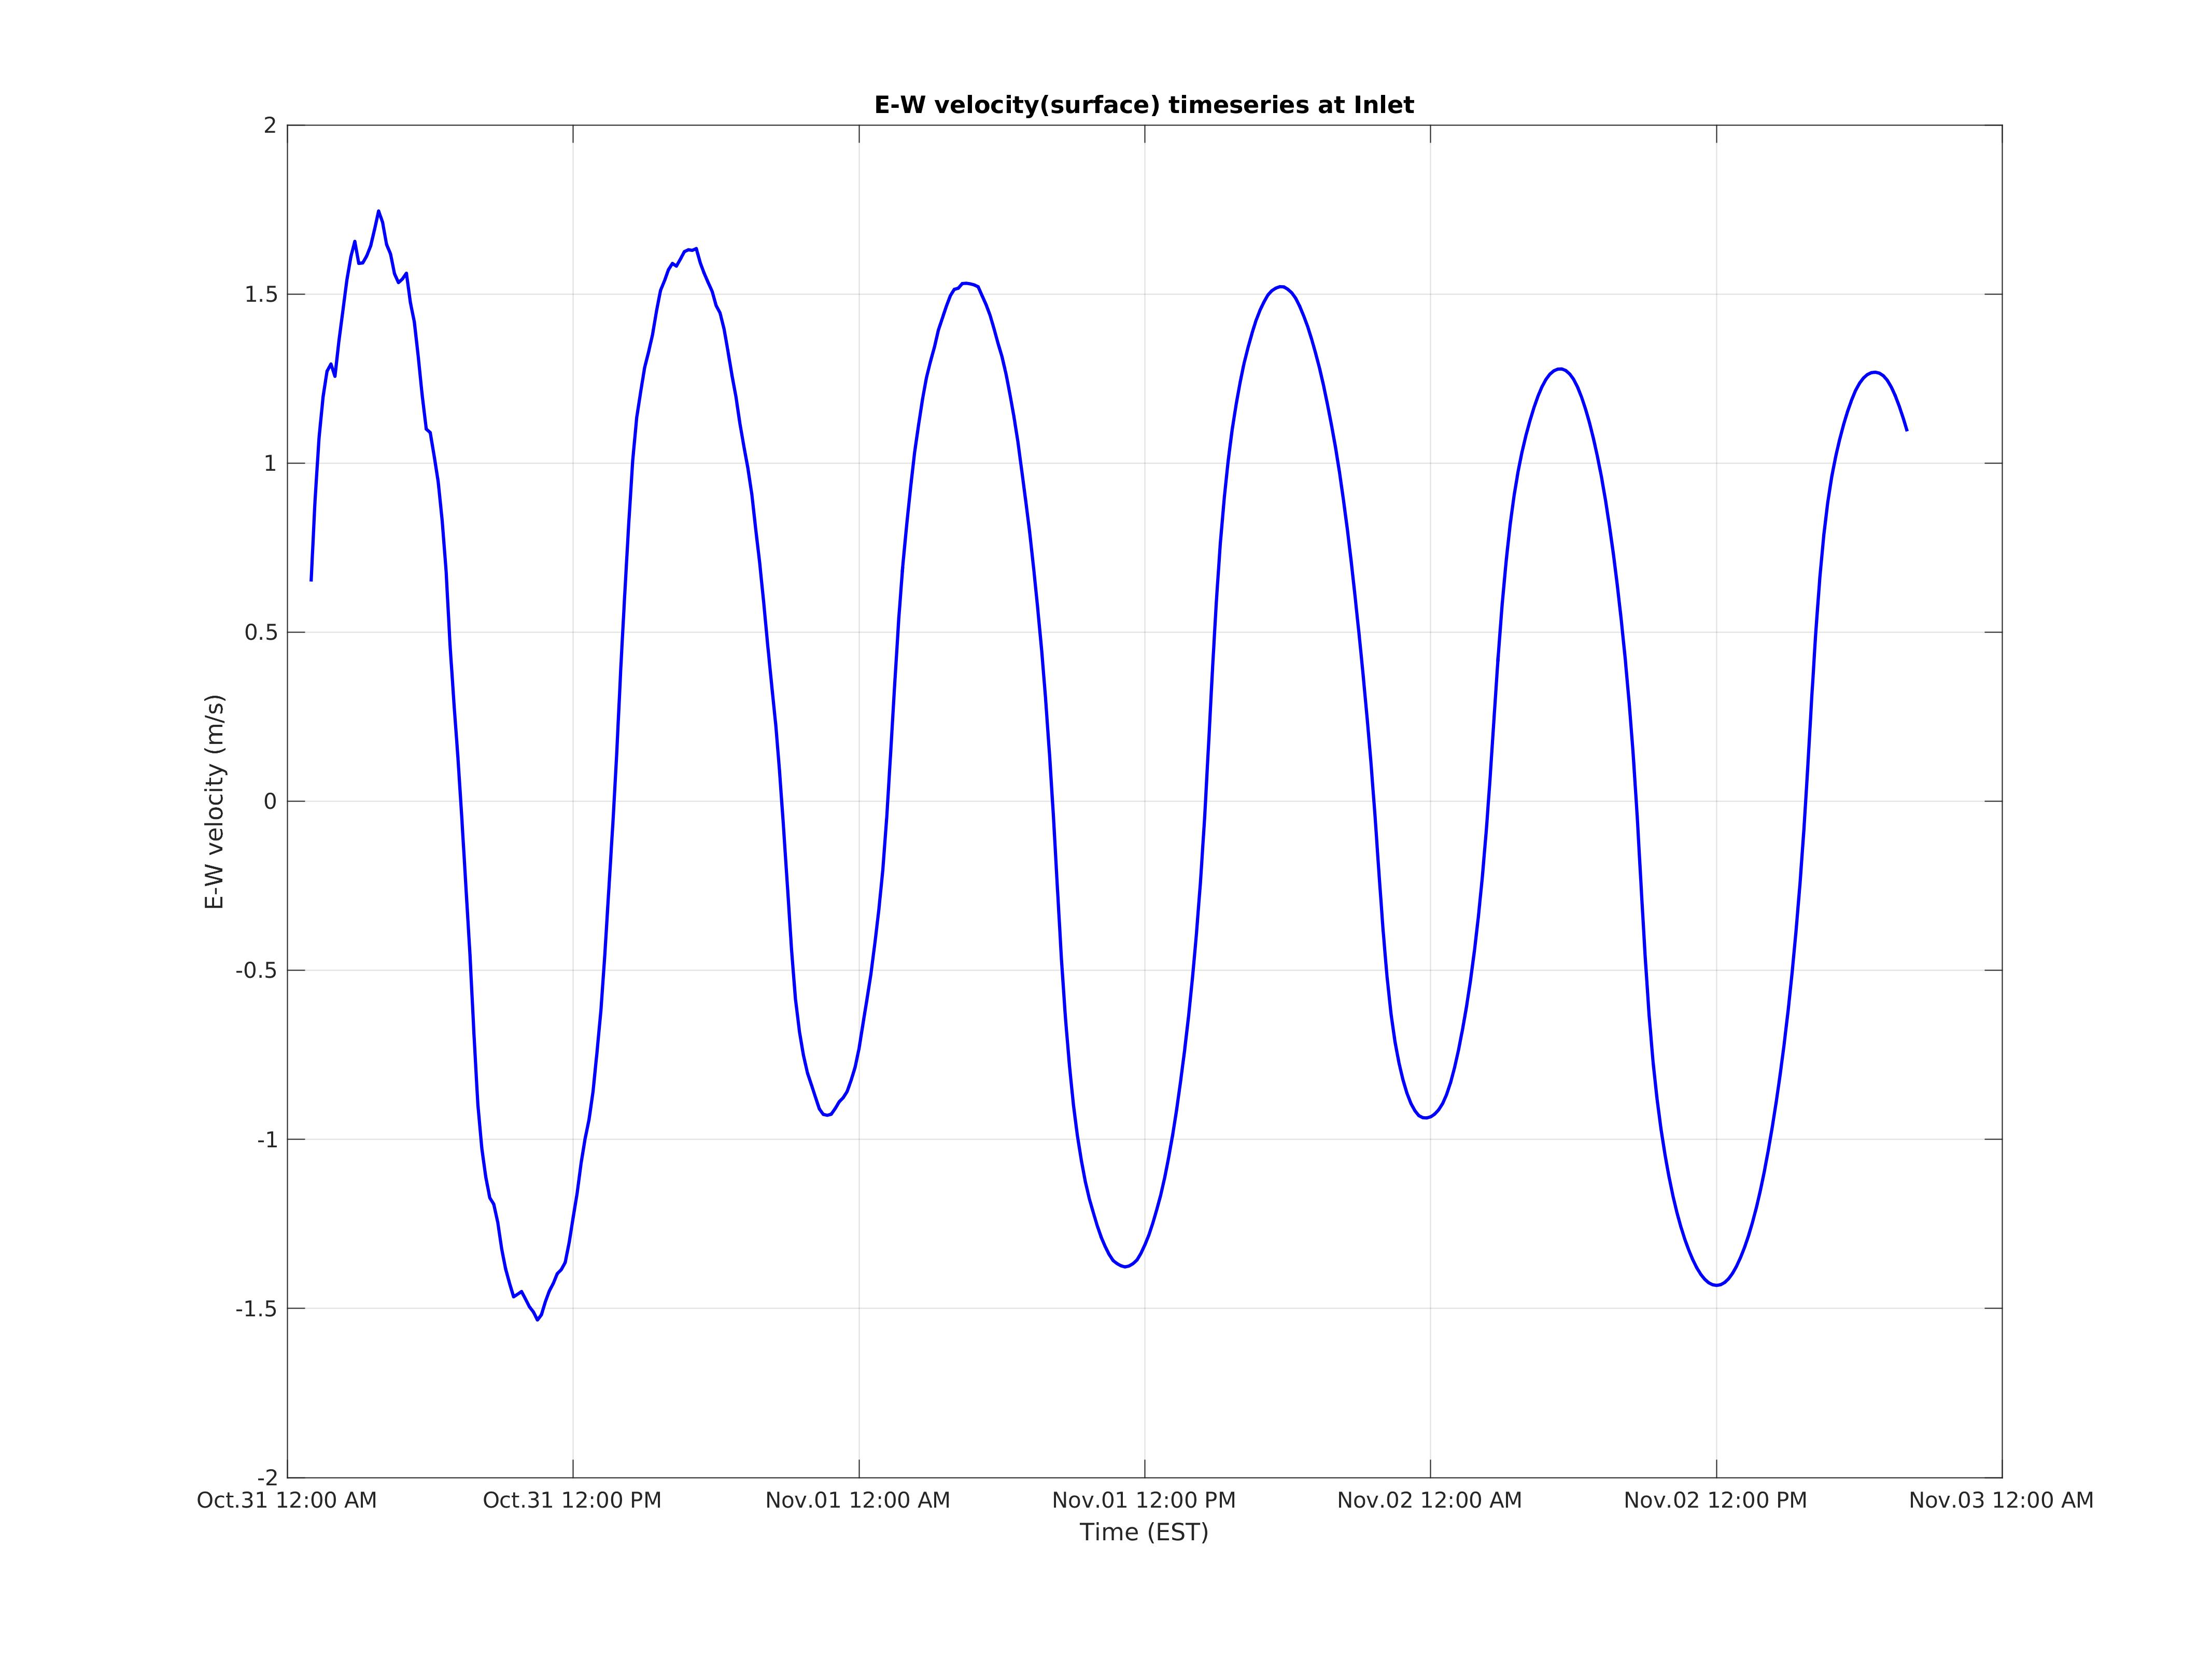 E-W velocity(surface) timeseries at Inlet
2
1.5
1
0.5
0
-0.5
-1
-1.5
-2
E-W velocity (m/s)
Oct.31 12:00 AM Oct.31 12:00 PM Nov.01 12:00 AM Nov.01 12:00 PM Nov.02 12:00 AM Nov.02 12:00 PM Nov.03 12:00 AM
Time (EST)